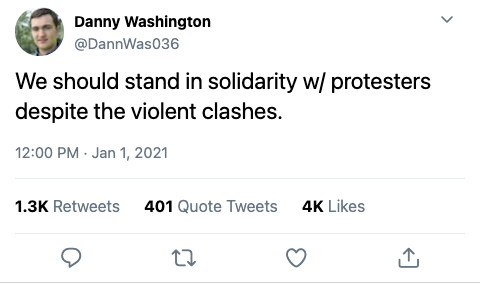 Danny Washington
@DannWas036
We should stand in solidarity w/ protesters
despite the violent clashes.
12:00 PM · Jan 1, 2021
1.3K Retweets 401 Quote Tweets 4K Likes